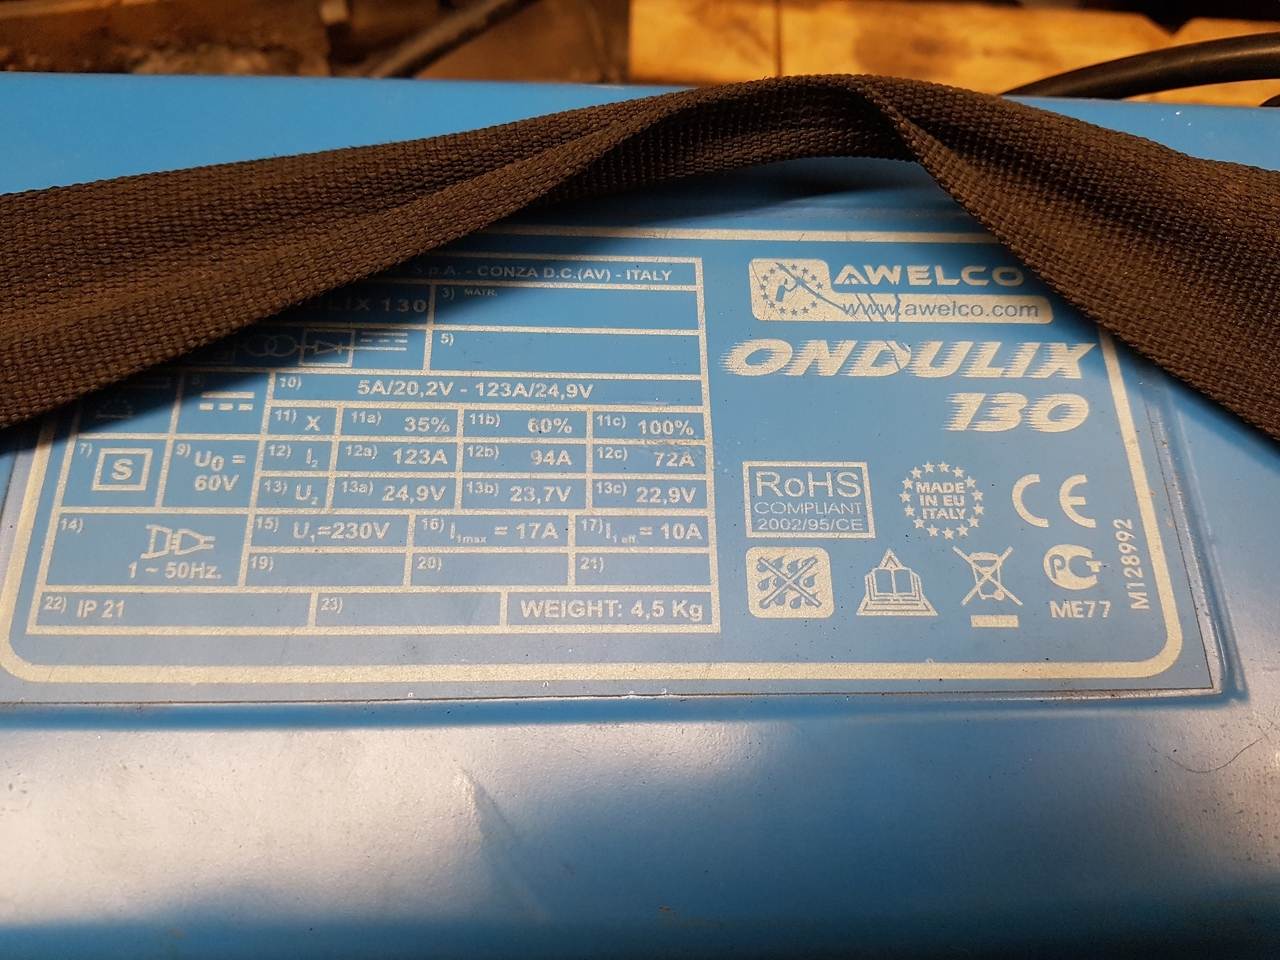 S.p.A. - CONZA D.C.(AV) - ITALY
LIX 130
3) MATR.
5)
10)
5A/20,2V - 123A/24,9V
11) X
11a) 35%
11b) 60%
11c) 100%
7) S
9) U0 =
60V
12) I2
12a) 123A
12b) 94A
12c) 72A
13) U2
13a) 24,9V
13b) 23,7V
13c) 22,9V
14)
1 ~ 50Hz.
15) U1=230V
16) I1max = 17A
17) I1 eff. = 10A
19)
20)
21)
22) IP 21
23)
WEIGHT: 4,5 Kg
AWELCO
www.awelco.com
ONDULIX
130
RoHS
COMPLIANT
2002/95/CE
MADE
IN EU
ITALY
CE
ME77
M128992